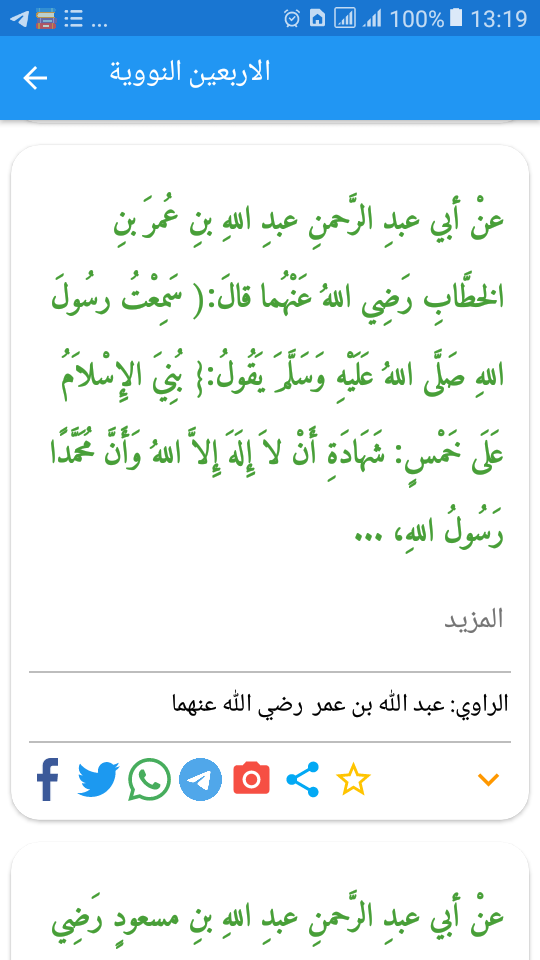 ... 100% 13:19
الاربعين النووية
عنْ أبي عبدِ الرَّحمنِ عبدِ اللهِ بنِ عُمرَ بنِ
الخطَّابِ رَضِي اللهُ عَنْهُما قالَ:( سَمِعْتُ رسُولَ
اللهِ صَلَّى اللهُ عَلَيْهِ وَسَلَّمَ يَقُولُ:{ بُنِيَ الإِسْلاَمُ
عَلَى خَمْسٍ: شَهَادَةِ أَنْ لاَ إِلَهَ إِلاَّ اللهُ وَأَنَّ مُحَمَّدًا
رَسُولُ اللهِ، ...
المزيد
الراوي: عبد الله بن عمر رضي الله عنهما
عنْ أبي عبدِ الرَّحمنِ عبدِ اللهِ بنِ مسعودٍ رَضِي